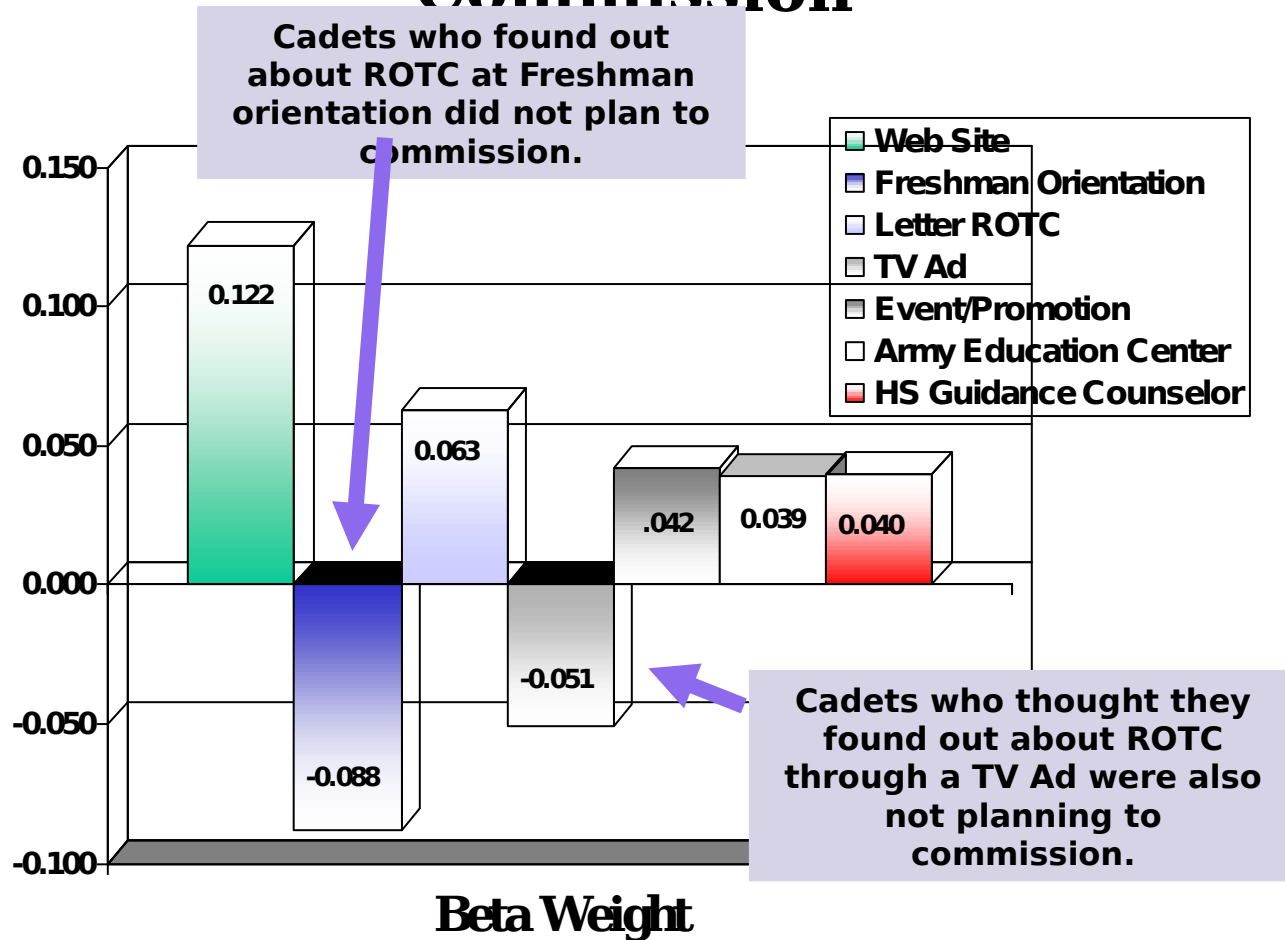 Commission
Cadets who found out
about ROTC at Freshman
orientation did not plan to
commission.
Web Site
Freshman Orientation
Letter ROTC
TV Ad
Event/Promotion
Army Education Center
HS Guidance Counselor
0.150
0.100
0.050
0.000
-0.050
-0.100
0.122
-0.088
0.063
-0.051
.042
0.039
0.040
Cadets who thought they
found out about ROTC
through a TV Ad were also
not planning to
commission.
Beta Weight